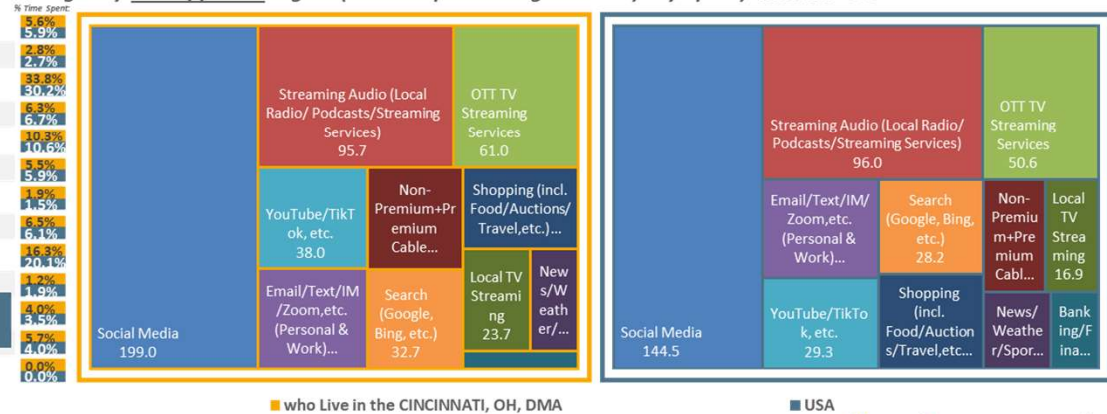 % Time Spent:
5.6%
5.9%
2.8%
2.7%
33.8%
30.2%
6.3%
6.7%
10.3%
10.6%
5.5%
5.9%
1.9%
1.5%
6.5%
6.1%
16.3%
20.1%
1.2%
1.9%
4.0%
3.5%
5.7%
4.0%
0.0%
0.0%
Social Media
199.0
Streaming Audio (Local
Radio/ Podcasts/Streaming
Services)
95.7
OTT TV
Streaming
Services
61.0
YouTube/TikT
ok, etc.
38.0
Non-
Premium+Pr
emium
Cable...
Shopping (incl.
Food/Auctions/
Travel,etc.)...
Email/Text/IM
/Zoom,etc.
(Personal &
Work)...
Search
(Google,
Bing, etc.)
32.7
Local TV
Streami
ng
23.7
New
s/W
eath
er/...
Social Media
144.5
Streaming Audio (Local Radio/
Podcasts/Streaming Services)
96.0
OTT TV
Streaming
Services
50.6
Email/Text/IM/
Zoom,etc.
(Personal &
Work)...
Search
(Google, Bing,
etc.)
28.2
Non-
Premiu
m+Pre
mium
Cabl...
Local
TV
Strea
ming
16.9
YouTube/TikTo
k, etc.
29.3
Shopping
(incl.
Food/Auction
s/Travel,etc...
News/
Weathe
r/Spor...
Bank
ing/F
ina...
who Live in the CINCINNATI, OH, DMA
USA